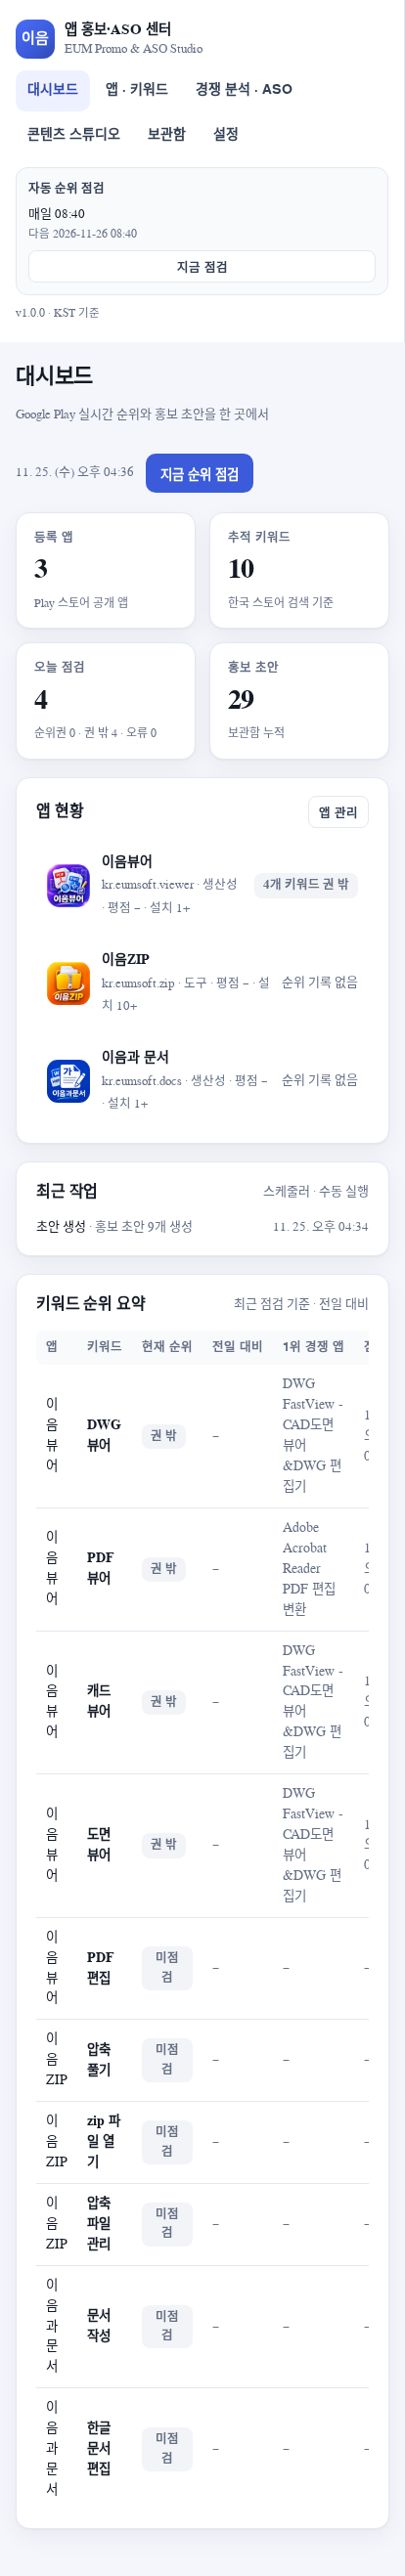 이음
앱 홍보·ASO 센터
EUM Promo & ASO Studio
대시보드
앱 · 키워드
경쟁 분석 · ASO
콘텐츠 스튜디오
보관함
설정
자동 순위 점검
매일 08:40
다음 2026-11-26 08:40
지금 점검
v1.0.0 · KST 기준
대시보드
Google Play 실시간 순위와 홍보 초안을 한 곳에서
11. 25. (수) 오후 04:36
지금 순위 점검
등록 앱
3
Play 스토어 공개 앱
추적 키워드
10
한국 스토어 검색 기준
오늘 점검
4
순위권 0 · 권 밖 4 · 오류 0
홍보 초안
29
보관함 누적
앱 현황
앱 관리
이음뷰어
이음뷰어
kr.eumsoft.viewer · 생산성
· 평점 – · 설치 1+
4개 키워드 권 밖
이음ZIP
이음ZIP
kr.eumsoft.zip · 도구 · 평점 – · 설
치 10+
순위 기록 없음
이음과문서
이음과 문서
kr.eumsoft.docs · 생산성 · 평점 –
· 설치 1+
순위 기록 없음
최근 작업
스케줄러 · 수동 실행
초안 생성 · 홍보 초안 9개 생성
11. 25. 오후 04:34
키워드 순위 요약
최근 점검 기준 · 전일 대비
앱 키워드 현재 순위 전일 대비 1위 경쟁 앱
이
음
뷰
어
DWG
뷰어
권 밖
–
DWG
FastView -
CAD도면
뷰어
&DWG 편
집기
이
음
뷰
어
PDF
뷰어
권 밖
–
Adobe
Acrobat
Reader
PDF 편집
변환
이
음
뷰
어
캐드
뷰어
권 밖
–
DWG
FastView -
CAD도면
뷰어
&DWG 편
집기
이
음
뷰
어
도면
뷰어
권 밖
–
DWG
FastView -
CAD도면
뷰어
&DWG 편
집기
이
음
뷰
어
PDF
편집
미점
검
–
–
–
이
음
ZIP
압축
풀기
미점
검
–
–
–
이
음
ZIP
zip 파
일 열
기
미점
검
–
–
–
이
음
ZIP
압축
파일
관리
미점
검
–
–
–
이
음
과
문
서
문서
작성
미점
검
–
–
–
이
음
과
문
서
한글
문서
편집
미점
검
–
–
–